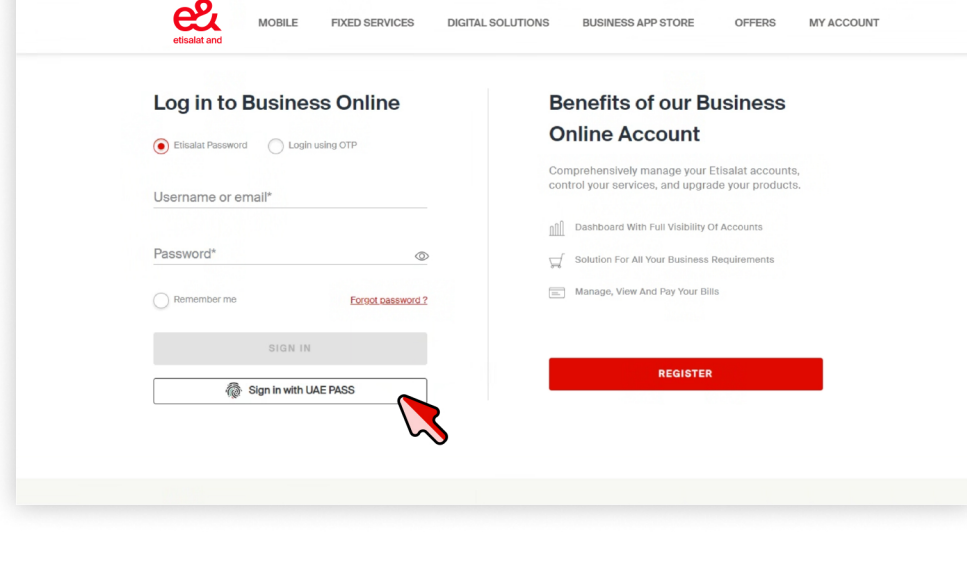 e&
etisalat and
MOBILE FIXED SERVICES DIGITAL SOLUTIONS BUSINESS APP STORE OFFERS MY ACCOUNT
Log in to Business Online
Etisalat Password Login using OTP
Username or email*
Password*
Remember me Forgot password ?
SIGN IN
Sign in with UAE PASS
Benefits of our Business
Online Account
Comprehensively manage your Etisalat accounts,
control your services, and upgrade your products.
Dashboard With Full Visibility Of Accounts
Solution For All Your Business Requirements
Manage, View And Pay Your Bills
REGISTER